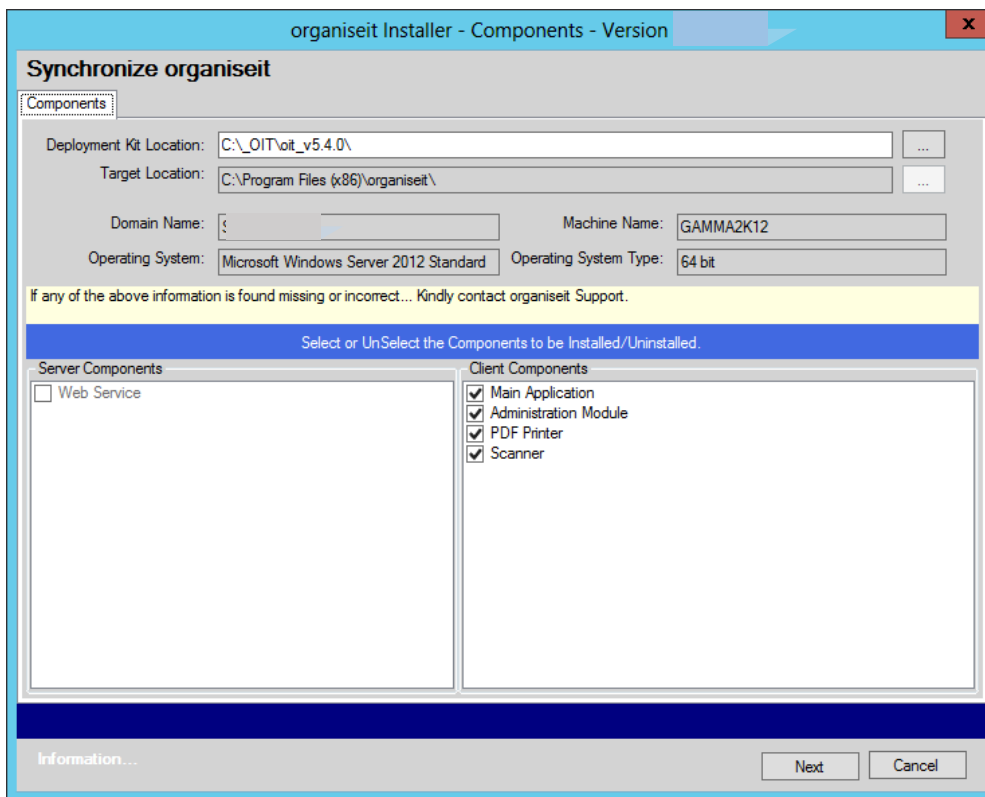 organiseit Installer - Components - Version
x
Synchronize organiseit
Components
Deployment Kit Location: C:\_OIT\oit_v5.4.0\ ...
Target Location: C:\Program Files (x86)\organiseit\ ...
Domain Name: Machine Name: GAMMA2K12
Operating System: Microsoft Windows Server 2012 Standard Operating System Type: 64 bit
If any of the above information is found missing or incorrect... Kindly contact organiseit Support.
Select or UnSelect the Components to be Installed/Uninstalled.
Server Components Client Components
Web Service Main Application
Administration Module
PDF Printer
Scanner
Information...
Next Cancel